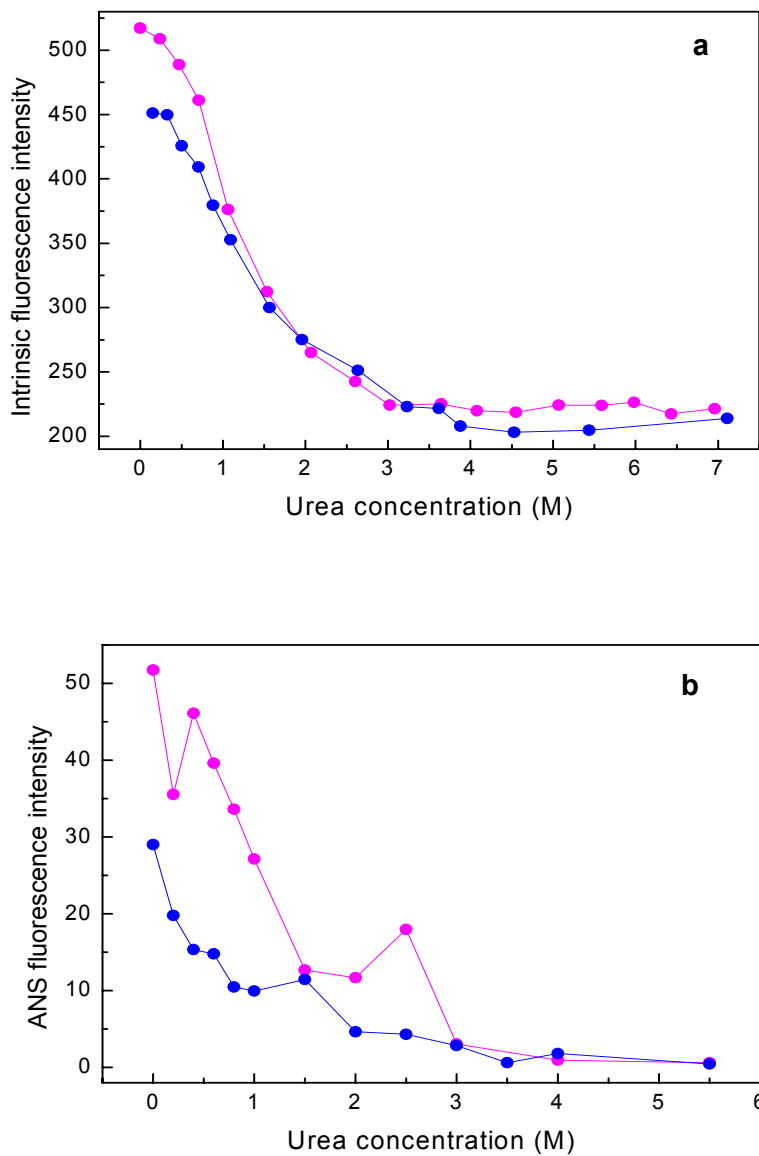 a
500
450
400
350
300
250
200
Intrinsic fluorescence intensity
0 1 2 3 4 5 6 7
Urea concentration (M)
b
50
40
30
20
10
0
ANS fluorescence intensity
0 1 2 3 4 5 6
Urea concentration (M)